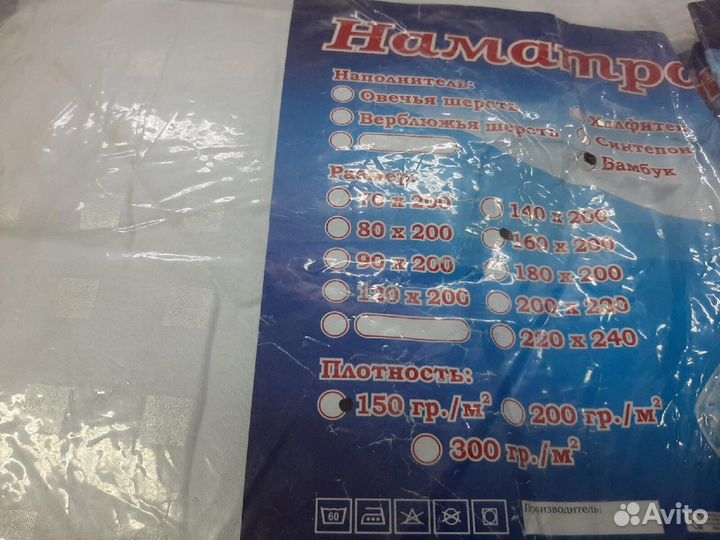 Наматра
Наполнитель:
Овечья шерсть
Верблюжья шерсть
Халфитек
Синтепон
Бамбук
Размер:
70 х 200
80 х 200
90 х 200
120 х 200
140 х 200
160 х 200
180 х 200
200 х 220
220 х 240
Плотность:
150 гр./м² 200 гр./м²
300 гр./м²
60
Производитель:
Avito